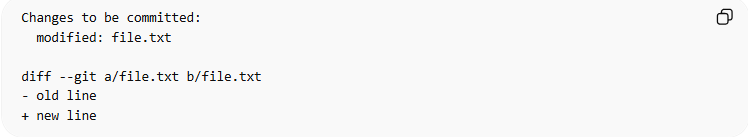 Changes to be committed:
  modified: file.txt

diff --git a/file.txt b/file.txt
- old line
+ new line